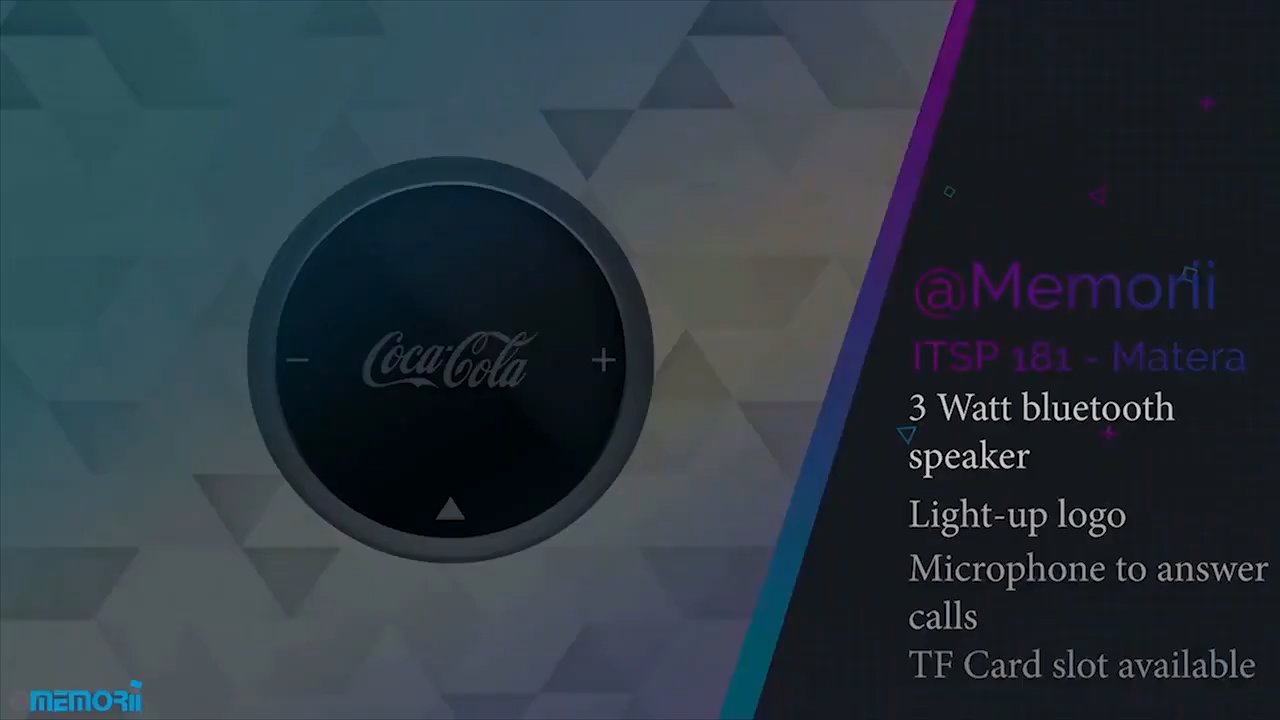 Coca-Cola
@Memorii
ITSP 181 - Matera
3 Watt bluetooth
speaker
Light-up logo
Microphone to answer
calls
TF Card slot available
MEMORII